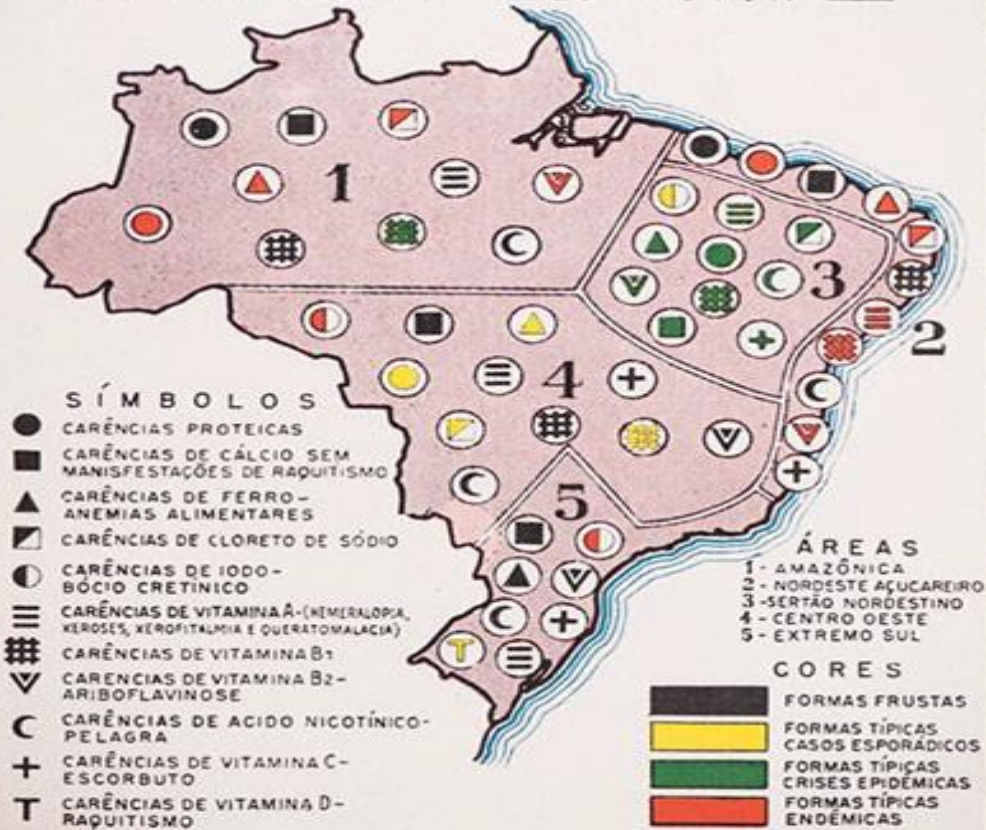 1
2
3
4
5
SÍMBOLOS
CARÊNCIAS PROTEICAS
CARÊNCIAS DE CÁLCIO SEM
MANISFESTAÇÕES DE RAQUITISMO
CARÊNCIAS DE FERRO-
ANEMIAS ALIMENTARES
CARÊNCIAS DE CLORETO DE SÓDIO
CARÊNCIAS DE IODO-
BÓCIO CRETÍNICO
CARÊNCIAS DE VITAMINA A-(HEMERALOPIA,
XEROSES, XEROFITALMIA E QUERATOMALACIA)
CARÊNCIAS DE VITAMINA B1
CARENCIAS DE VITAMINA B2-
ARIBOFLAVINOSE
CARÊNCIAS DE ACIDO NICOTÍNICO-
PELAGRA
CARÊNCIAS DE VITAMINA C-
ESCORBUTO
T CARÊNCIAS DE VITAMINA D-
RAQUITISMO
ÁREAS
1 - AMAZÔNICA
2 - NORDESTE AÇUCAREIRO
3 - SERTÃO NORDESTINO
4 - CENTRO OESTE
5 - EXTREMO SUL
CORES
FORMAS FRUSTAS
FORMAS TÍPICAS
CASOS ESPORÁDICOS
FORMAS TÍPIÇAS
CRISES EPIDÊMICAS
FORMAS TÍPICAS
ENDÊMICAS